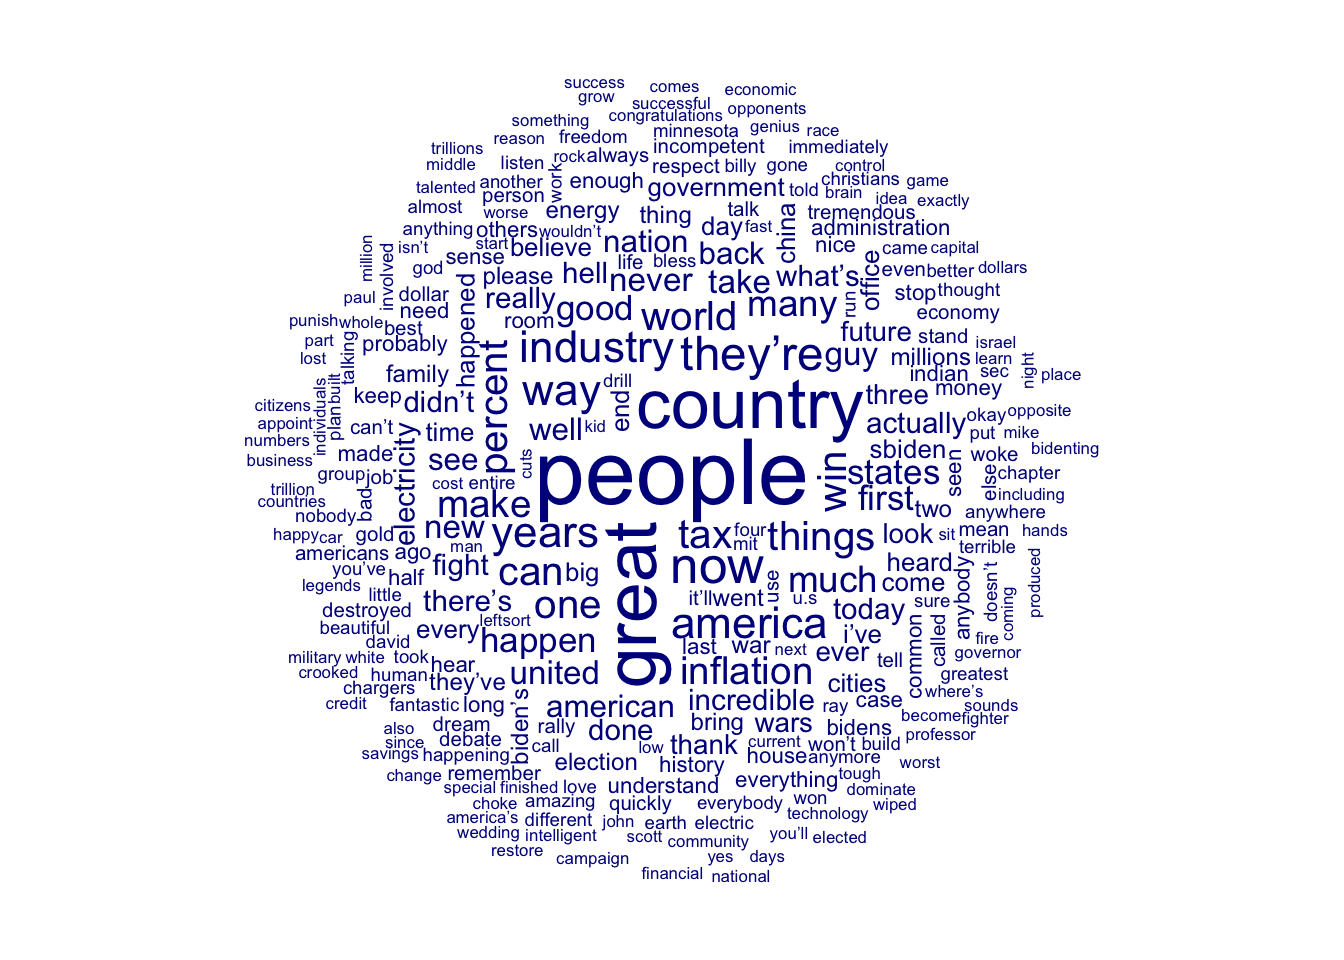 success
comes
economic
grow
successful
opponents
something
congratulations
genius
race
reason
freedom
minnesota
immediately
trillions
listen
rock
always
incompetent
control
middle
work
respect
billy
gone
christians
game
talented
another
enough
government
told
brain
idea
exactly
almost
person
energy
thing
talk
china
tremendous
worse
anything
others
wouldn't
day
fast
administration
million
isn't
start
believe
nation
back
nice
came
capital
involved
sense
life
bless
what's
office
even
better
dollars
god
please
hell
never
take
paul
dollar
happened
really
good
world
many
run
stop
thought
need
room
economy
punish
whole
best
future
stand
israel
part
talking
probably
percent
industry
they're
guy
millions
learn
night
lost
family
drill
indian
sec
place
individuals
plan
built
keep
didn't
way
end
country
three
money
citizens
appoint
can't
electricity
time
well
kid
actually
okay
opposite
numbers
put
mike
business
made
see
cuts
people
win
sbiden
seen
woke
bidenting
group
job
cost
entire
states
else
chapter
trillion
bad
make
first
two
including
countries
nobody
new
years
great
tax
four
things
look
sit
mean
anywhere
hands
happy
car
gold
man
mit
terrible
americans
ago
fight
can
big
now
much
heard
anybody
doesn't
produced
you've
half
use
come
legends
little
there's
one
it'll
went
u.s
today
sure
coming
destroyed
leftsort
america
common
called
beautiful
every
happen
i've
fire
david
last
war
next
ever
tell
governor
military
white
took
hear
united
inflation
crooked
human
they've
cities
greatest
chargers
where's
credit
fantastic
long
biden's
american
incredible
ray
case
sounds
also
dream
rally
done
bring
wars
bidens
become
fighter
since
debate
call
low
thank
current
won't
build
professor
savings
happening
election
history
house
anymore
worst
change
remember
everything
tough
special
finished
love
understand
dominate
choke
amazing
quickly
everybody
won
wiped
america's
different
john
earth
electric
technology
wedding
intelligent
scott
community
you'll
elected
restore
campaign
yes
days
financial
national